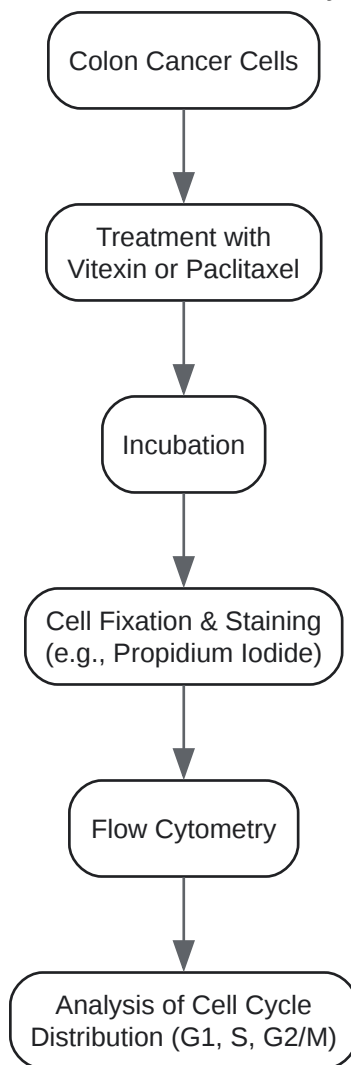 Colon Cancer Cells
Treatment with
Vitexin or Paclitaxel
Incubation
Cell Fixation & Staining
(e.g., Propidium Iodide)
Flow Cytometry
Analysis of Cell Cycle
Distribution (G1, S, G2/M)